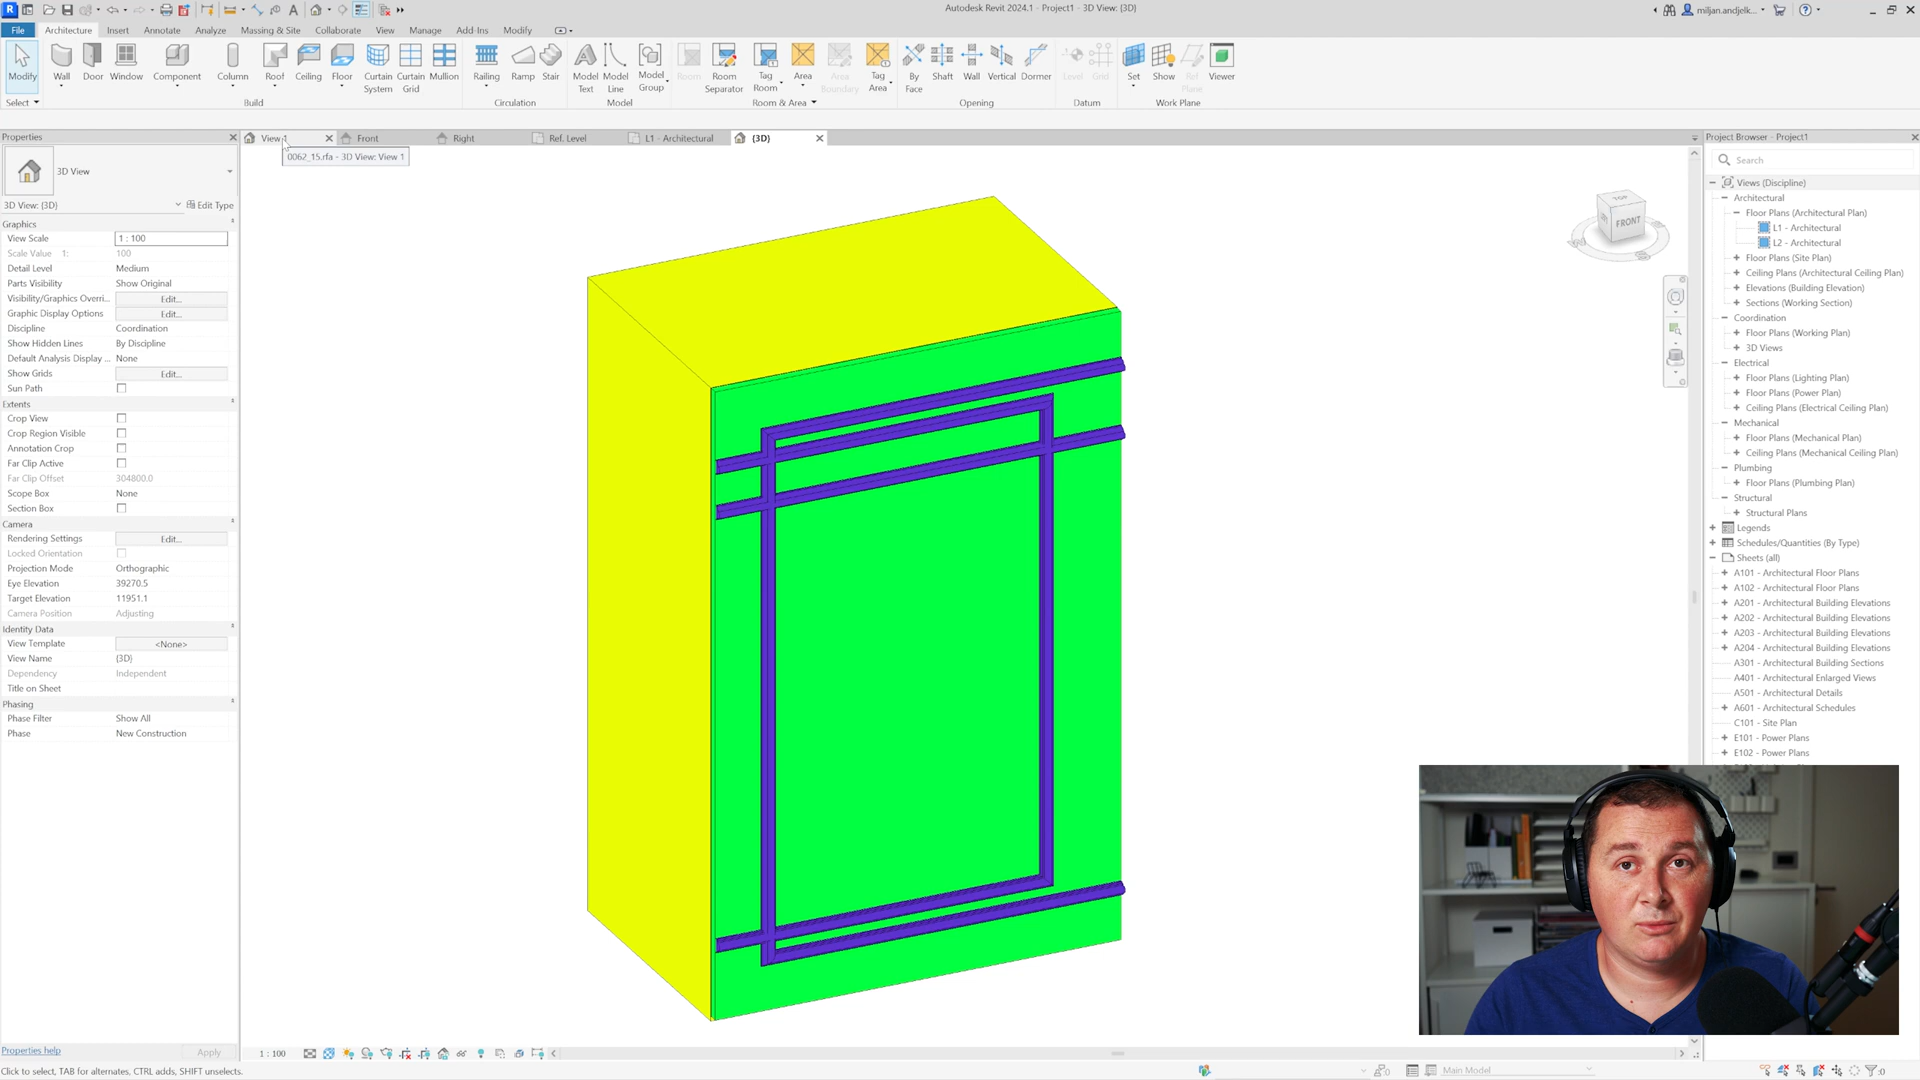 Autodesk Revit 2024.1 - Project1 - 3D View: {3D}
miljan.andjelk...
File
Architecture
Insert
Annotate
Analyze
Massing & Site
Collaborate
View
Manage
Add-Ins
Modify
Modify
Wall
Door
Window
Component
Column
Roof
Ceiling
Floor
Curtain System
Curtain Grid
Mullion
Railing
Ramp
Stair
Model Text
Model Line
Model Group
Room
Room Separator
Tag Room
Area
Area Boundary
Tag Area
By Face
Shaft
Wall
Vertical
Dormer
Level
Grid
Set
Show
Ref Plane
Viewer
Select
Build
Circulation
Model
Room & Area
Opening
Datum
Work Plane
Properties
3D View
3D View: {3D}
Edit Type
Graphics
View Scale 1 : 100
Scale Value 1: 100
Detail Level Medium
Parts Visibility Show Original
Visibility/Graphics Overri... Edit...
Graphic Display Options Edit...
Discipline Coordination
Show Hidden Lines By Discipline
Default Analysis Display ... None
Show Grids Edit...
Sun Path
Extents
Crop View
Crop Region Visible
Annotation Crop
Far Clip Active
Far Clip Offset 304800.0
Scope Box None
Section Box
Camera
Rendering Settings Edit...
Locked Orientation
Projection Mode Orthographic
Eye Elevation 39270.5
Target Elevation 11951.1
Camera Position Adjusting
Identity Data
View Template <None>
View Name {3D}
Dependency Independent
Title on Sheet
Phasing
Phase Filter Show All
Phase New Construction
Properties help
Apply
View 1
Front
Right
Ref. Level
L1 - Architectural
{3D}
0062_15.rfa - 3D View: View 1
TOP
FRONT
Project Browser - Project1
Search
Views (Discipline)
Architectural
Floor Plans (Architectural Plan)
L1 - Architectural
L2 - Architectural
Floor Plans (Site Plan)
Ceiling Plans (Architectural Ceiling Plan)
Elevations (Building Elevation)
Sections (Working Section)
Coordination
Floor Plans (Working Plan)
3D Views
Electrical
Floor Plans (Lighting Plan)
Floor Plans (Power Plan)
Ceiling Plans (Electrical Ceiling Plan)
Mechanical
Floor Plans (Mechanical Plan)
Ceiling Plans (Mechanical Ceiling Plan)
Plumbing
Floor Plans (Plumbing Plan)
Structural
Structural Plans
Legends
Schedules/Quantities (By Type)
Sheets (all)
A101 - Architectural Floor Plans
A102 - Architectural Floor Plans
A201 - Architectural Building Elevations
A202 - Architectural Building Elevations
A203 - Architectural Building Elevations
A204 - Architectural Building Elevations
A301 - Architectural Building Sections
A401 - Architectural Enlarged Views
A501 - Architectural Details
A601 - Architectural Schedules
C101 - Site Plan
E101 - Power Plans
E102 - Power Plans
1 : 100
Click to select, TAB for alternates, CTRL adds, SHIFT unselects.
:0
Main Model
:0